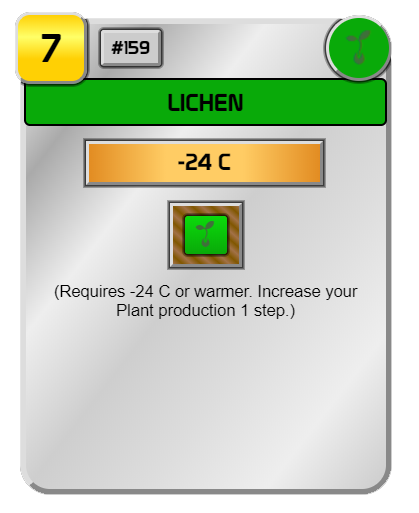 7
#159
LICHEN
-24 C
(Requires -24 C or warmer. Increase your
Plant production 1 step.)